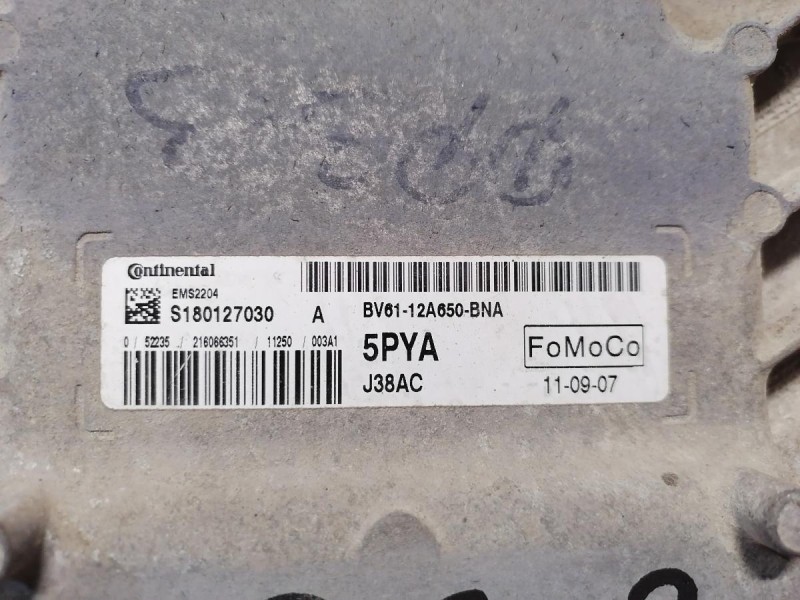 Continental
EMS2204
S180127030 A BV61-12A650-BNA
0 / 52235 / 216066351 / 11250 / 003A1
5PYA FoMoCo
J38AC 11-09-07